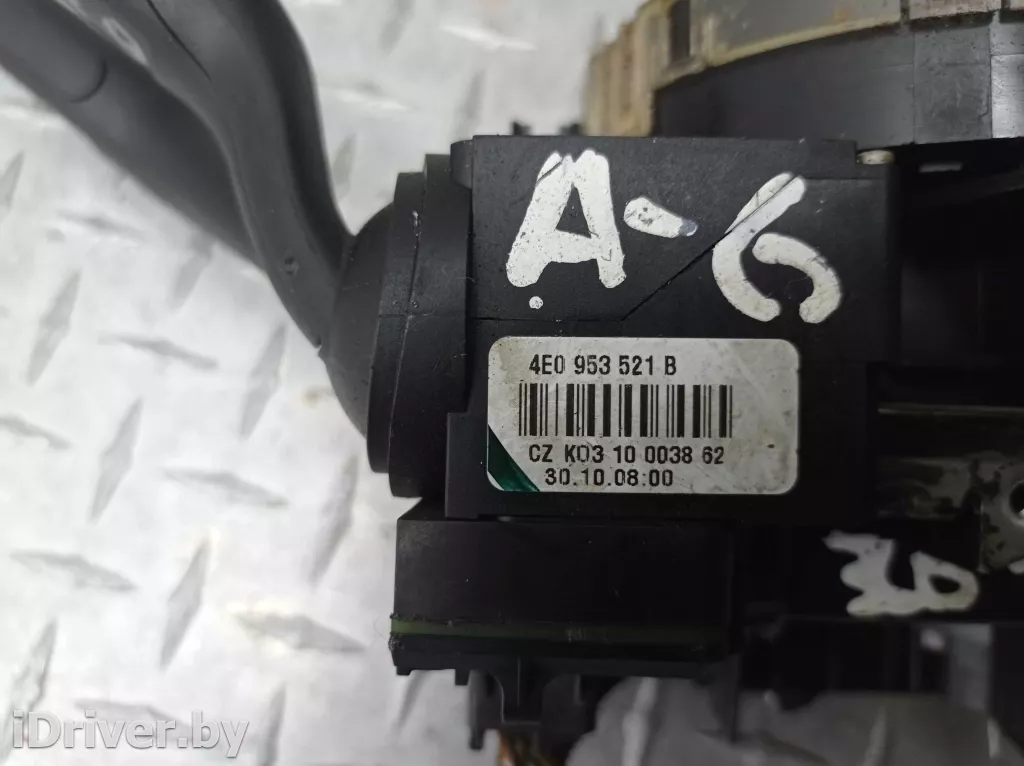 A-6
4E0 953 521 B
CZ K03 10 0038 62
30.10.08:00
iDriver.by